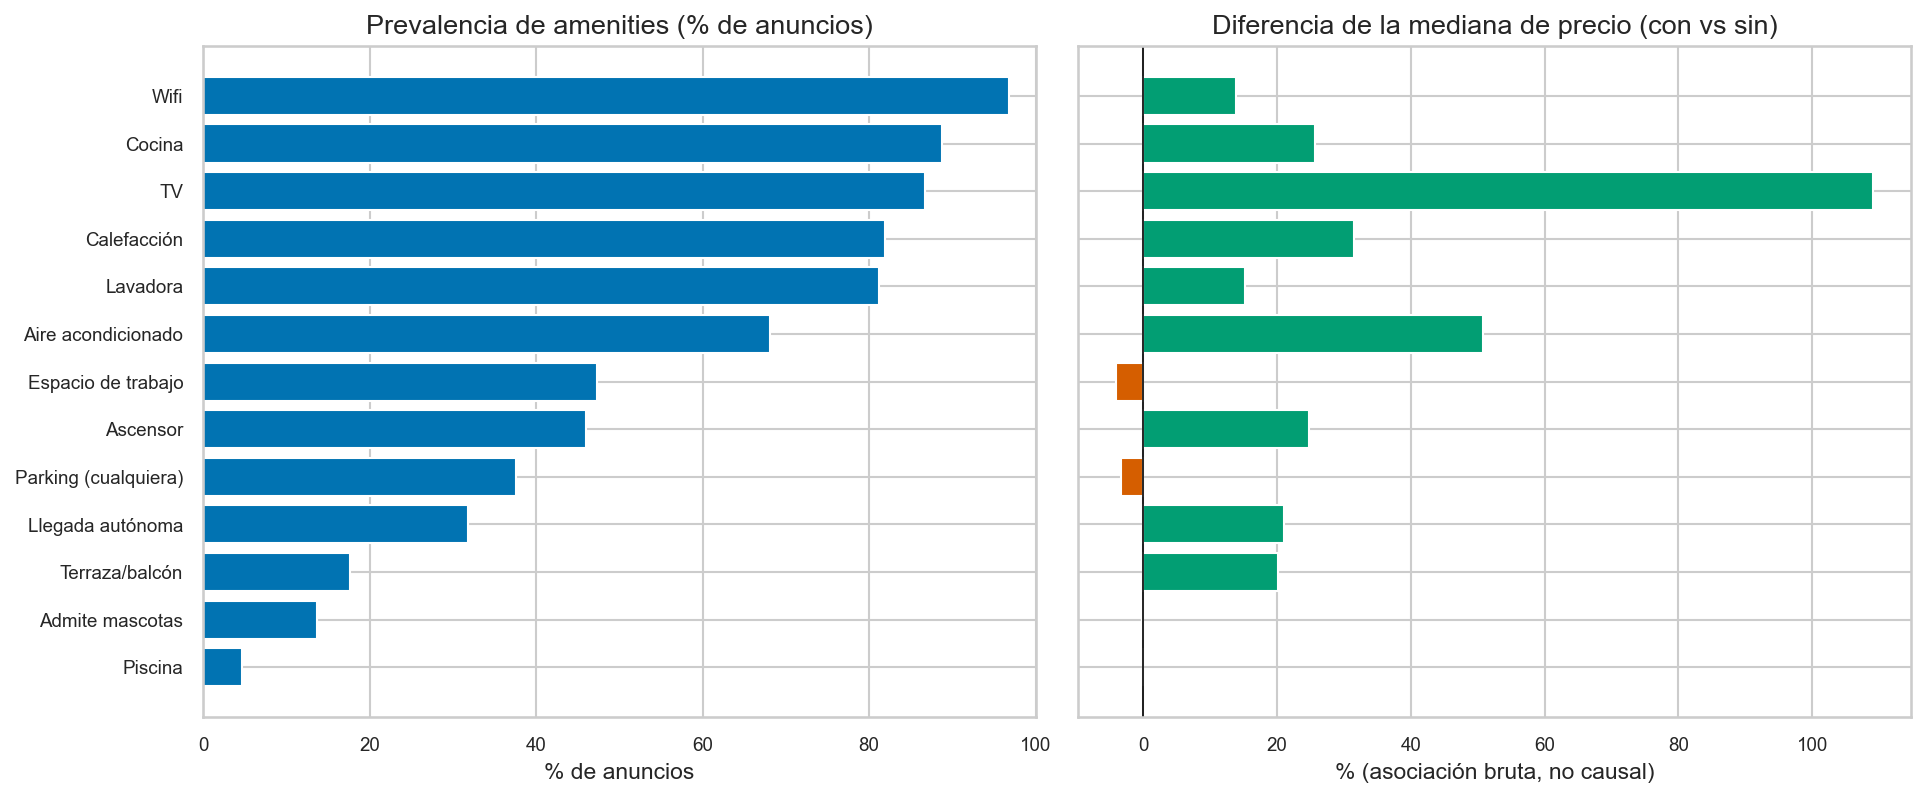 Prevalencia de amenities (% de anuncios)
Wifi
Cocina
TV
Calefacción
Lavadora
Aire acondicionado
Espacio de trabajo
Ascensor
Parking (cualquiera)
Llegada autónoma
Terraza/balcón
Admite mascotas
Piscina
0 20 40 60 80 100
% de anuncios
Diferencia de la mediana de precio (con vs sin)
0 20 40 60 80 100
% (asociación bruta, no causal)